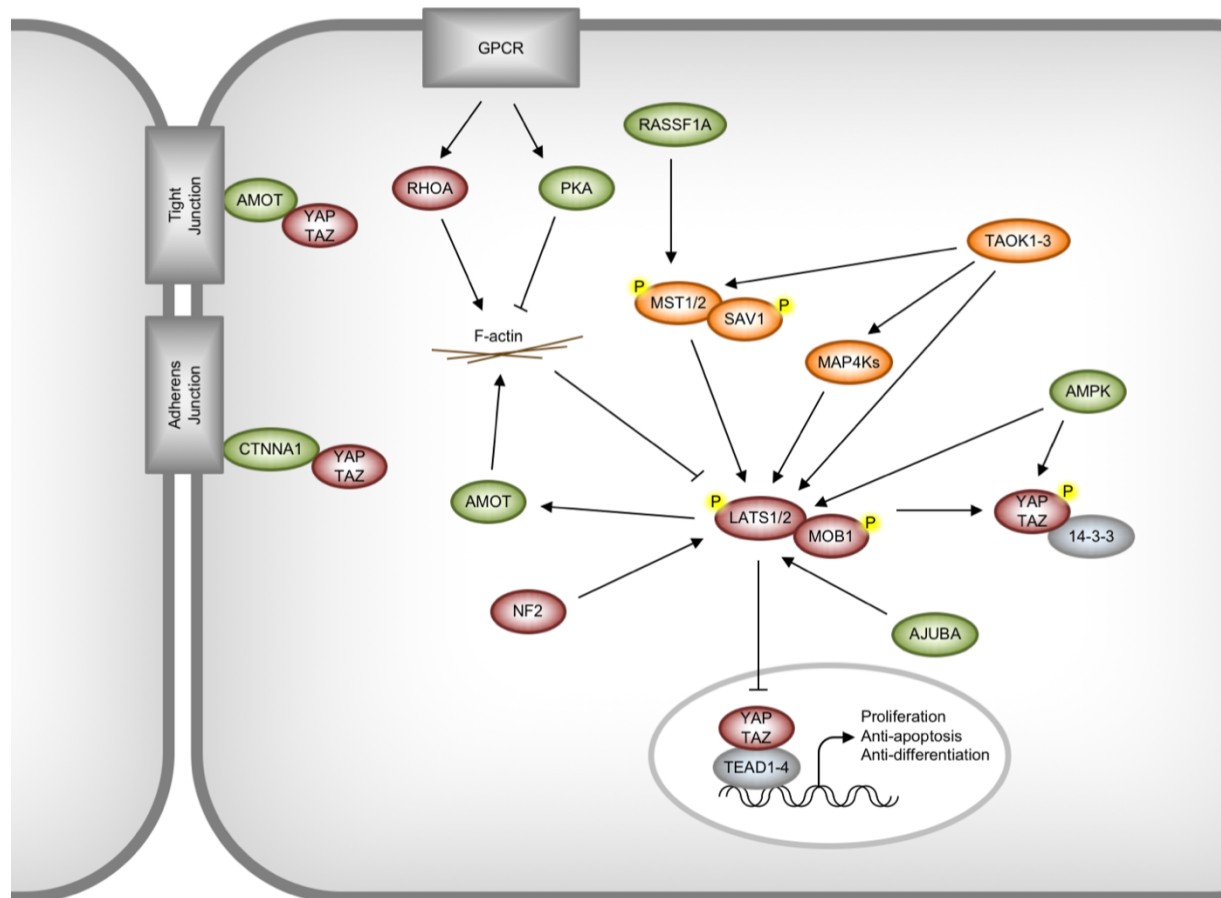 GPCR
RASSF1A
Tight
Junction
AMOT
YAP
TAZ
RHOA
PKA
TAOK1-3
P
MST1/2
SAV1
P
F-actin
MAP4Ks
Adherens
Junction
AMPK
CTNNA1
YAP
TAZ
AMOT
P
LATS1/2
MOB1
P
YAP
TAZ
P
14-3-3
NF2
AJUBA
YAP
TAZ
TEAD1-4
Proliferation
Anti-apoptosis
Anti-differentiation